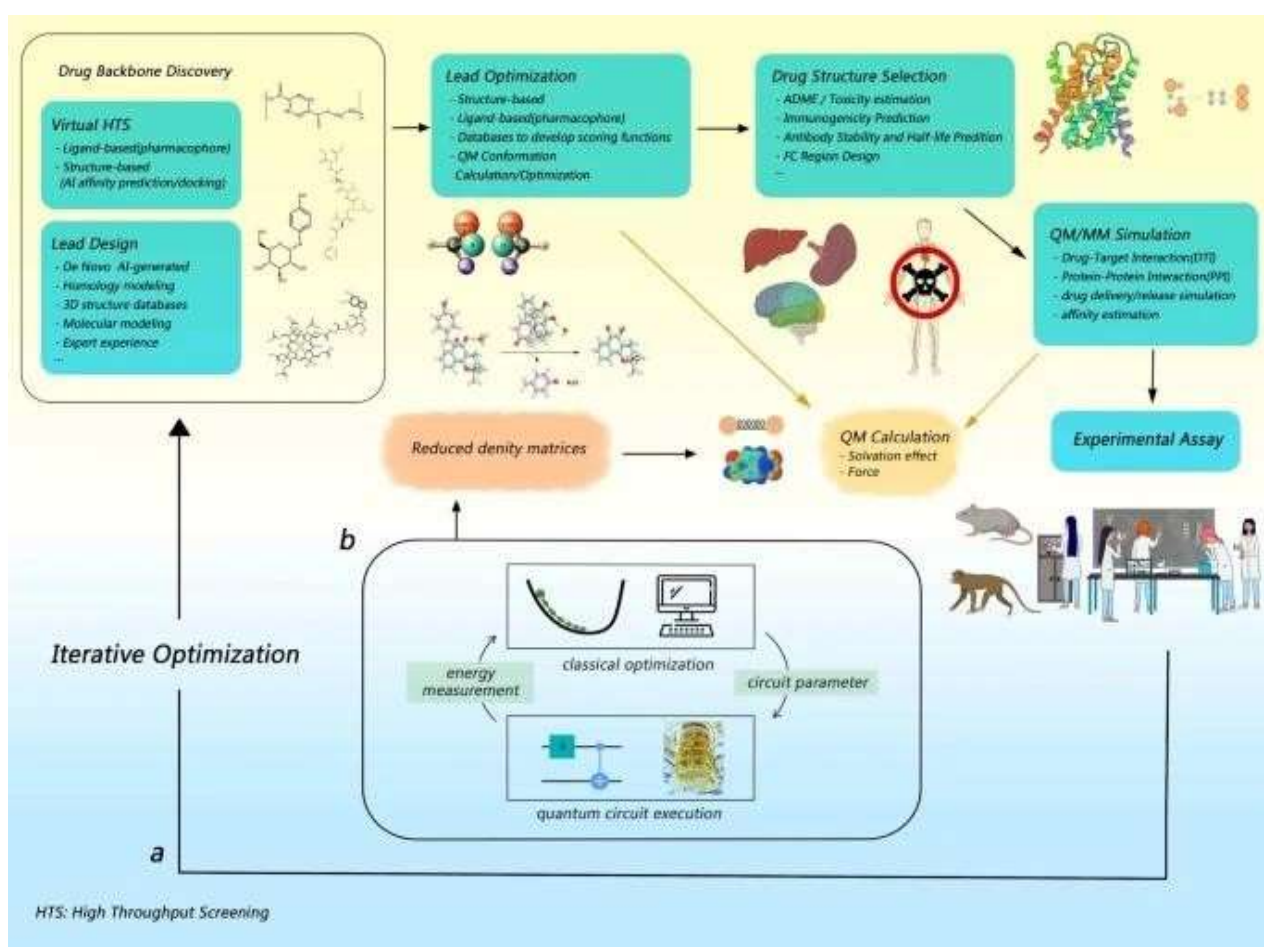 Drug Backbone Discovery
Virtual HTS
- Ligand-based(pharmacophore)
- Structure-based
(AI affinity prediction/docking)
Lead Design
- De Novo AI-generated
- Homology modeling
- 3D structure databases
- Molecular modeling
- Expert experience
...
Lead Optimization
- Structure-based
- Ligand-based(pharmacophore)
- Databases to develop scoring functions
- QM Conformation
Calculation/Optimization
Drug Structure Selection
- ADME / Toxicity estimation
- Immunogenicity Prediction
- Antibody Stability and Half-life Predition
- FC Region Design
...
QM/MM Simulation
- Drug-Target Interaction(DTI)
- Protein-Protein Interaction(PPI)
- drug delivery/release simulation
- affinity estimation
Reduced denity matrices
QM Calculation
- Solvation effect
- Force
Experimental Assay
b
classical optimization
energy
measurement
circuit parameter
quantum circuit execution
Iterative Optimization
a
HTS: High Throughput Screening